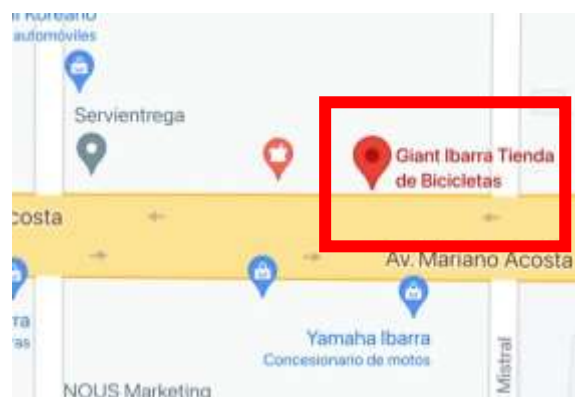 Koreano
automóviles
Servientrega
Giant Ibarra Tienda
de Bicicletas
costa
Av. Mariano Acosta
Yamaha Ibarra
Concesionario de motos
NOUS Marketing
Mistral